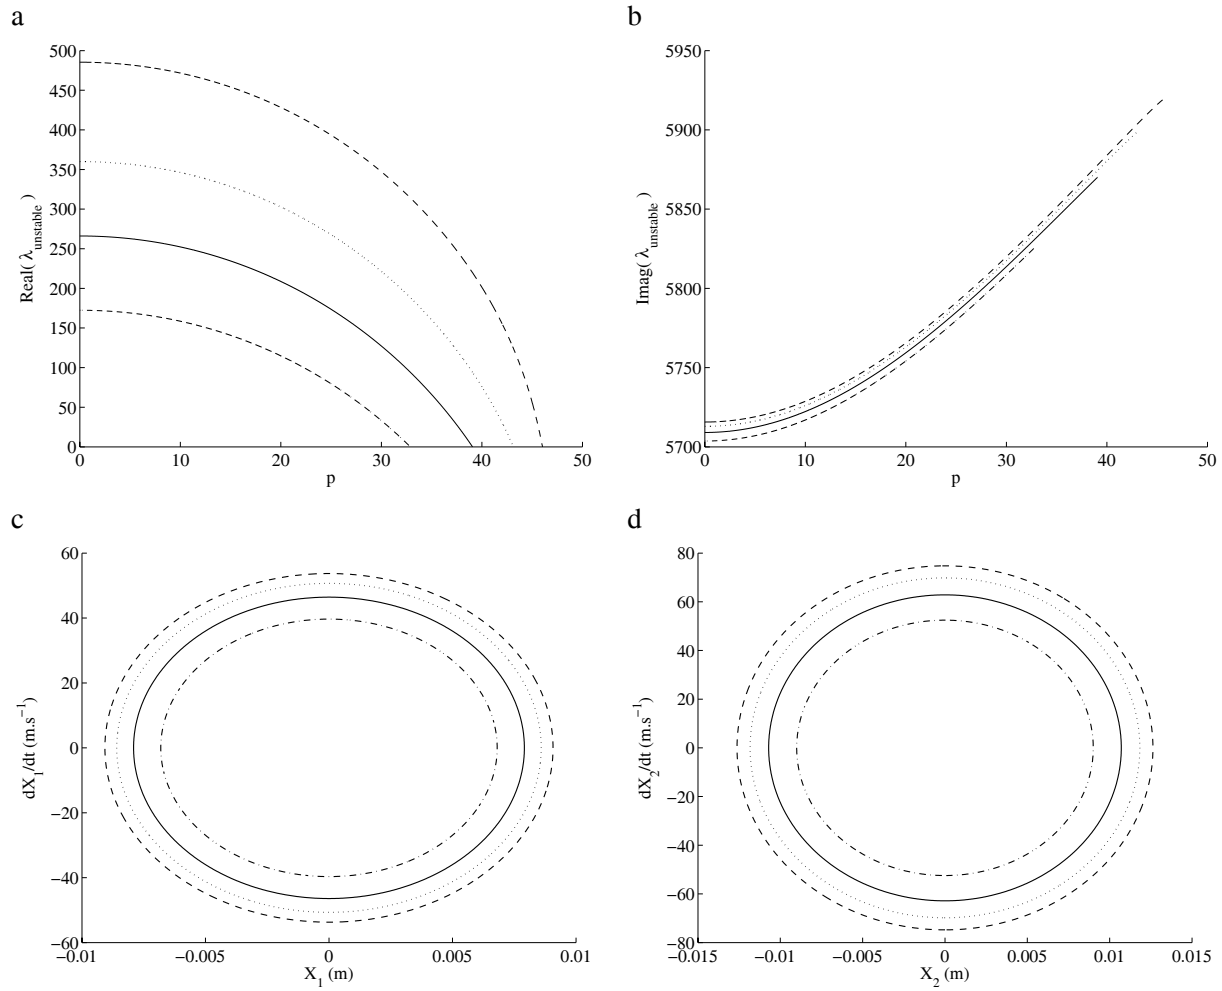 a
500
450
400
350
300
250
200
150
100
50
0
0 10 20 30 40 50
p
Real( λunstable)
b
5950
5900
5850
5800
5750
5700
0 10 20 30 40 50
p
Imag( λunstable)
c
60
40
20
0
−20
−40
−60
−0.01 −0.005 0 0.005 0.01
X1 (m)
dX1/dt (m.s−1)
d
80
60
40
20
0
−20
−40
−60
−80
−0.015 −0.01 −0.005 0 0.005 0.01 0.015
X2 (m)
dX2/dt (m.s−1)